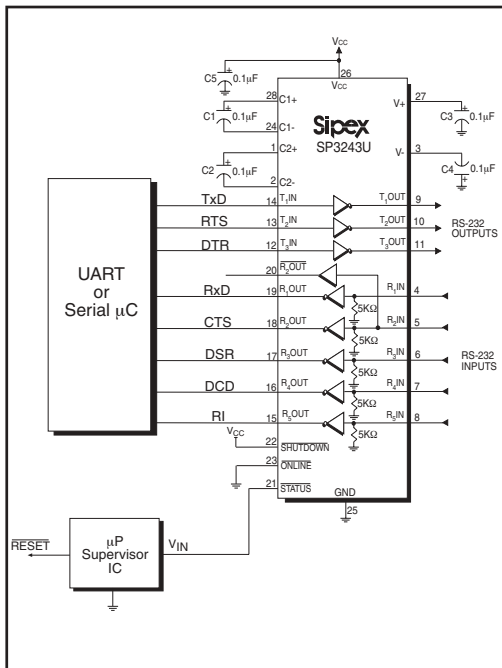 VCC
C5 0.1µF
26
VCC
28 C1+
C1 0.1µF
24 C1-
1 C2+
C2 0.1µF
2 C2-
Sipex
SP3243U
V+ 27
C3 0.1µF
V- 3
C4 0.1µF
UART
or
Serial µC
TxD 14 T1IN T1OUT 9
RTS 13 T2IN T2OUT 10
DTR 12 T3IN T3OUT 11
RS-232
OUTPUTS
20 R2OUT
RxD 19 R1OUT R1IN 4
5KΩ
CTS 18 R2OUT R2IN 5
5KΩ
DSR 17 R3OUT R3IN 6
5KΩ
RS-232
INPUTS
DCD 16 R4OUT R4IN 7
5KΩ
RI 15 R5OUT R5IN 8
5KΩ
VCC
22 SHUTDOWN
23 ONLINE
21 STATUS
GND
25
RESET
µP
Supervisor
IC
VIN